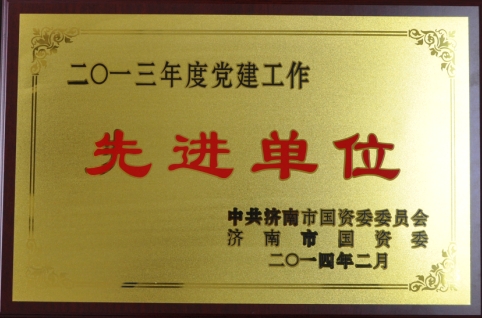 二〇一三年度党建工作
先进单位
中共济南市国资委委员会
济南市国资委
二〇一四年二月